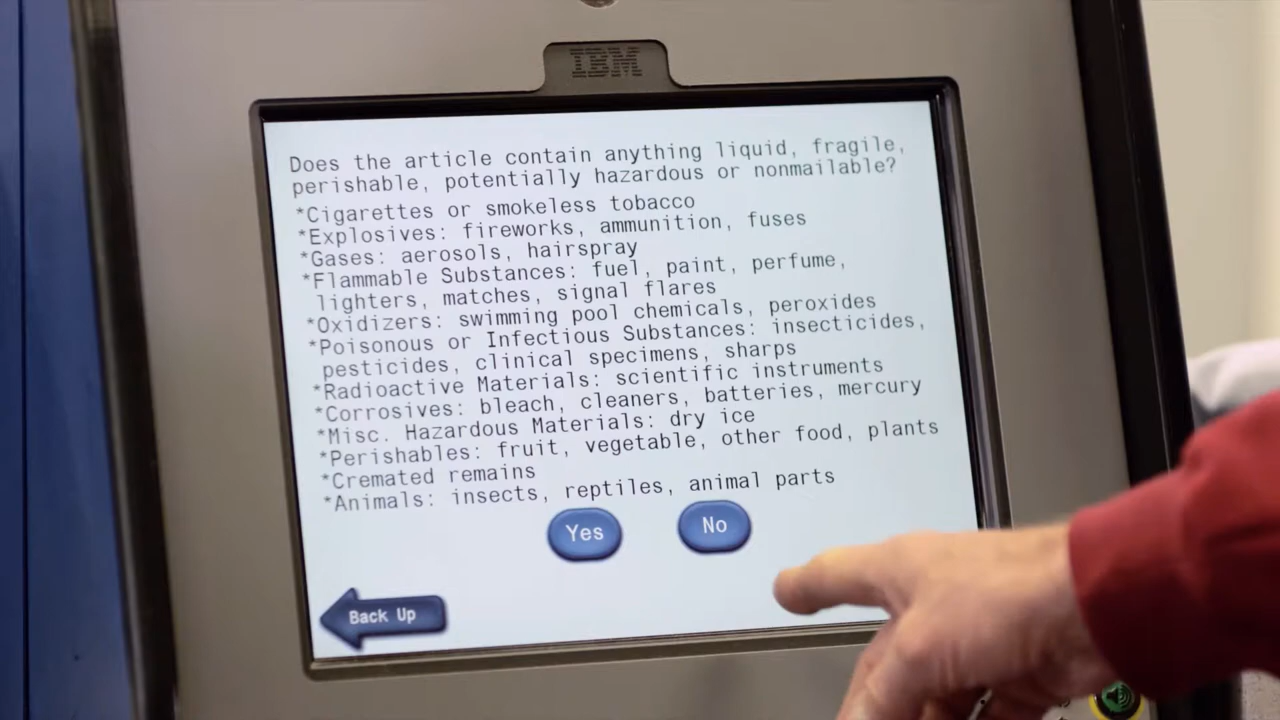 IBM
Does the article contain anything liquid, fragile,
perishable, potentially hazardous or nonmailable?
*Cigarettes or smokeless tobacco
*Explosives: fireworks, ammunition, fuses
*Gases: aerosols, hairspray
*Flammable Substances: fuel, paint, perfume,
lighters, matches, signal flares
*Oxidizers: swimming pool chemicals, peroxides
*Poisonous or Infectious Substances: insecticides,
pesticides, clinical specimens, sharps
*Radioactive Materials: scientific instruments
*Corrosives: bleach, cleaners, batteries, mercury
*Misc. Hazardous Materials: dry ice
*Perishables: fruit, vegetable, other food, plants
*Cremated remains
*Animals: insects, reptiles, animal parts
Yes No
Back Up